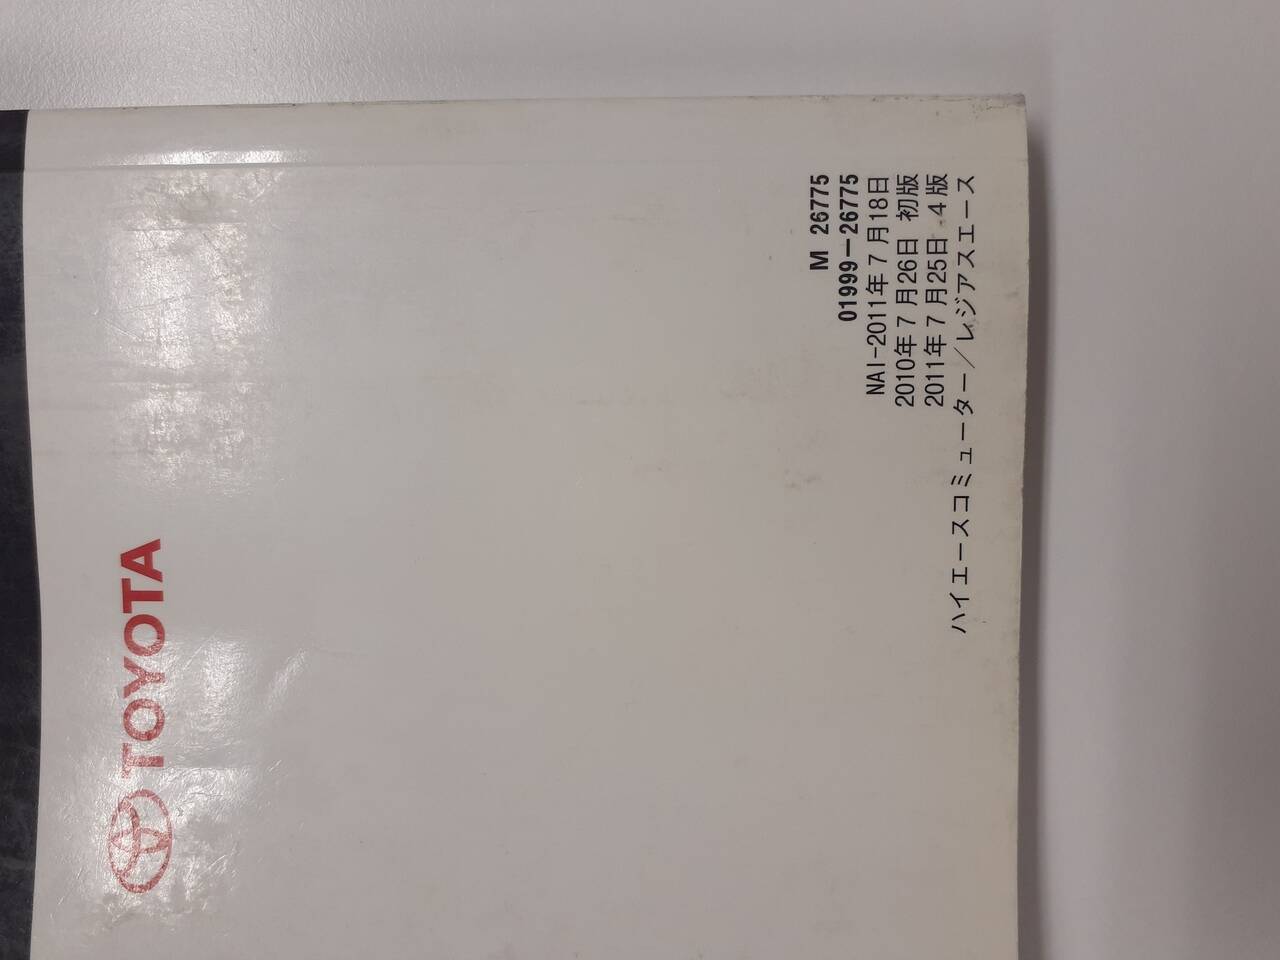 TOYOTA
M 26775
01999-26775
NAI-2011年7月18日
2010年7月26日 初版
2011年7月25日 4版
ハイエースコミューター/レジアスエース